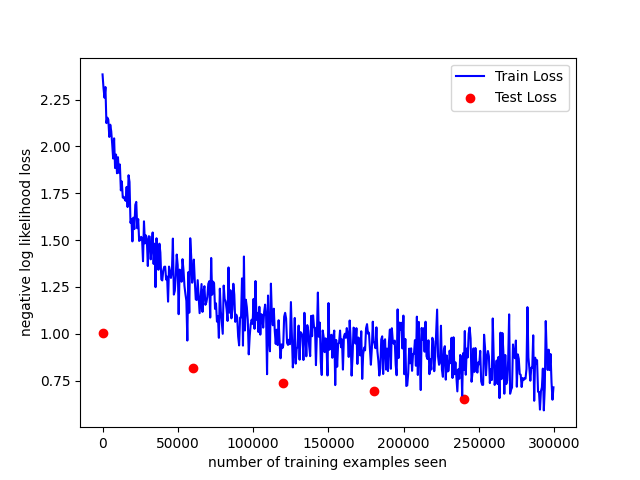 Train Loss
Test Loss
negative log likelihood loss
2.25
2.00
1.75
1.50
1.25
1.00
0.75
0 50000 100000 150000 200000 250000 300000
number of training examples seen